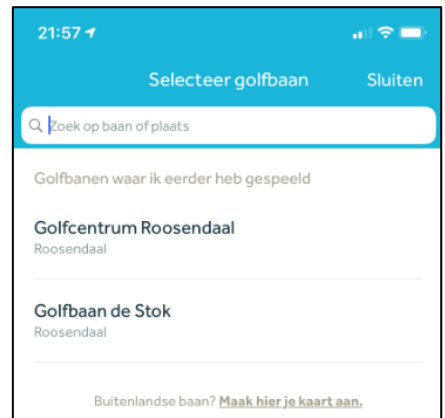 21:57
Selecteer golfbaan Sluiten
Zoek op baan of plaats
Golfbanen waar ik eerder heb gespeeld
Golfcentrum Roosendaal
Roosendaal
Golfbaan de Stok
Roosendaal
Buitenlandse baan? Maak hier je kaart aan.